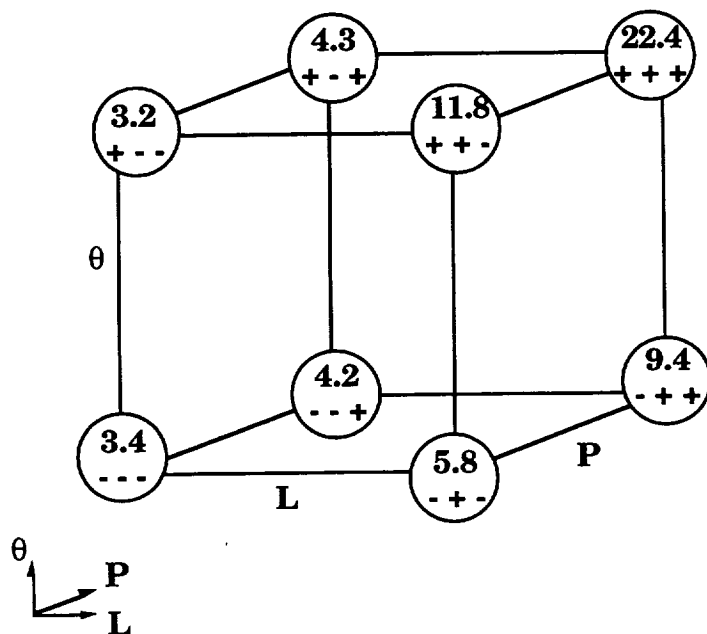 4.3
+ - +
22.4
+ + +
3.2
+ - -
11.8
+ + -
θ
4.2
- - +
9.4
- + +
3.4
- - -
5.8
- + -
P
L
θ
P
L